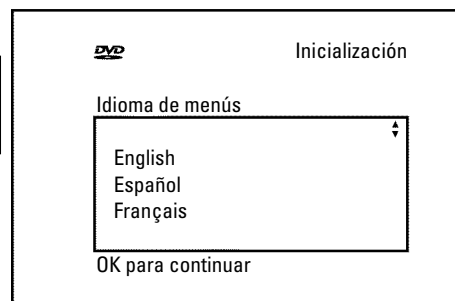 DVD
Inicialización
Idioma de menús
English
Español
Français
OK para continuar